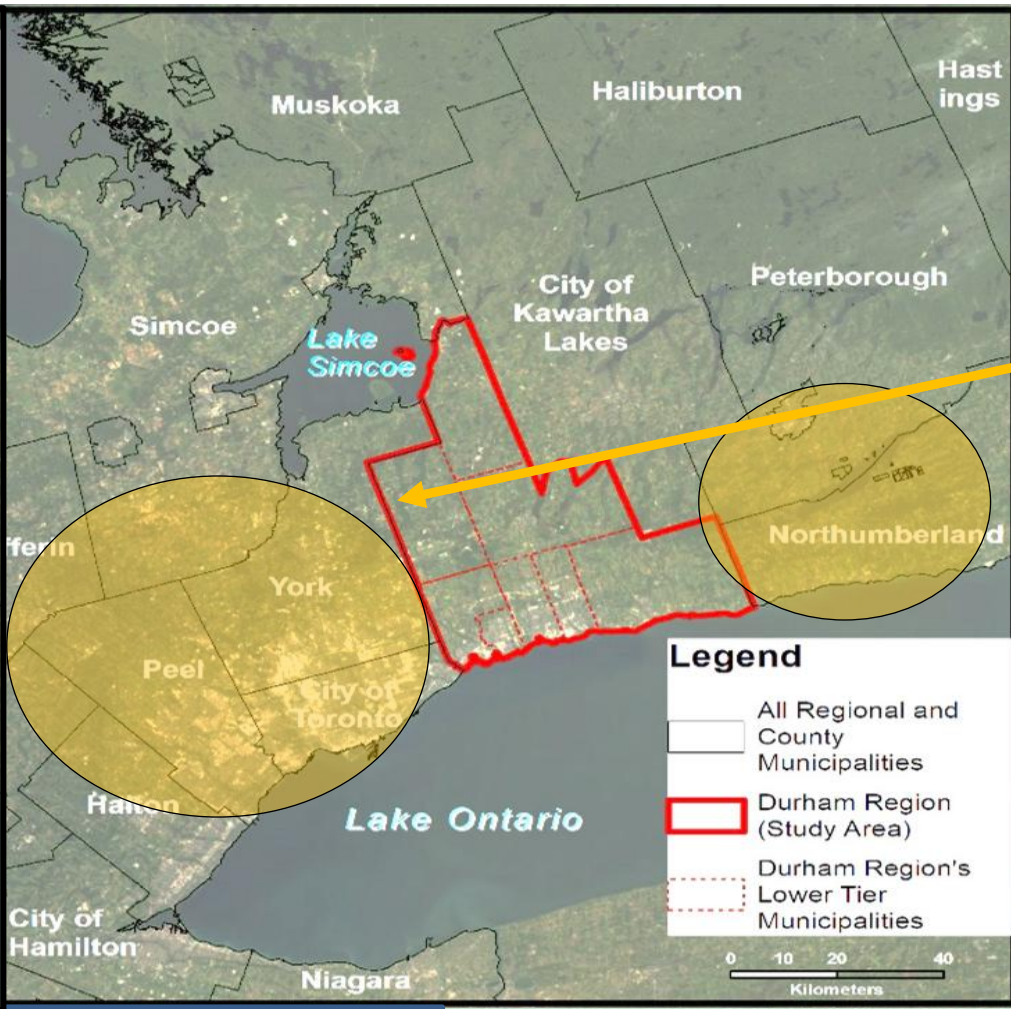 Muskoka
Haliburton
Hast
ings
Simcoe
Lake
Simcoe
City of
Kawartha
Lakes
Peterborough
fferin
York
Northumberland
Peel
City of
Toronto
Halton
Lake Ontario
City of
Hamilton
Niagara
Legend
All Regional and
County
Municipalities
Durham Region
(Study Area)
Durham Region's
Lower Tier
Municipalities
0 10 20 40
Kilometers